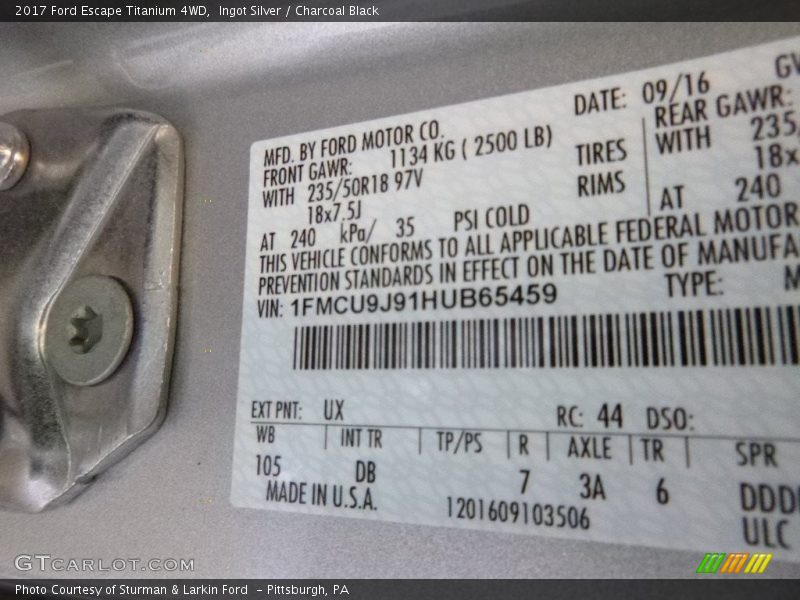 2017 Ford Escape Titanium 4WD,  Ingot Silver / Charcoal Black
DATE: 09/16
MFD. BY FORD MOTOR CO.
FRONT GAWR: 1134 KG ( 2500 LB)
WITH 235/50R18 97V TIRES
18x7.5J RIMS
AT 240 kPa/ 35 PSI COLD
REAR GAWR:
WITH 235
18x
AT 240
THIS VEHICLE CONFORMS TO ALL APPLICABLE FEDERAL MOTOR
PREVENTION STANDARDS IN EFFECT ON THE DATE OF MANUFA
VIN: 1FMCU9J91HUB65459 TYPE:
EXT PNT: UX RC: 44 DSO:
WB INT TR TP/PS R AXLE TR SPR
105 DB 7 3A 6 DDD
MADE IN U.S.A. 1201609103506 ULC
GTCARLOT.COM
Photo Courtesy of Sturman & Larkin Ford  - Pittsburgh, PA